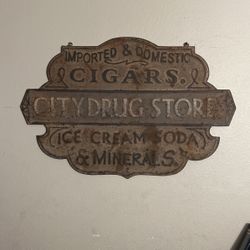 IMPORTED & DOMESTIC
CIGARS.
CITY DRUG STORE
(ICE CREAM SODA)
& MINERALS.